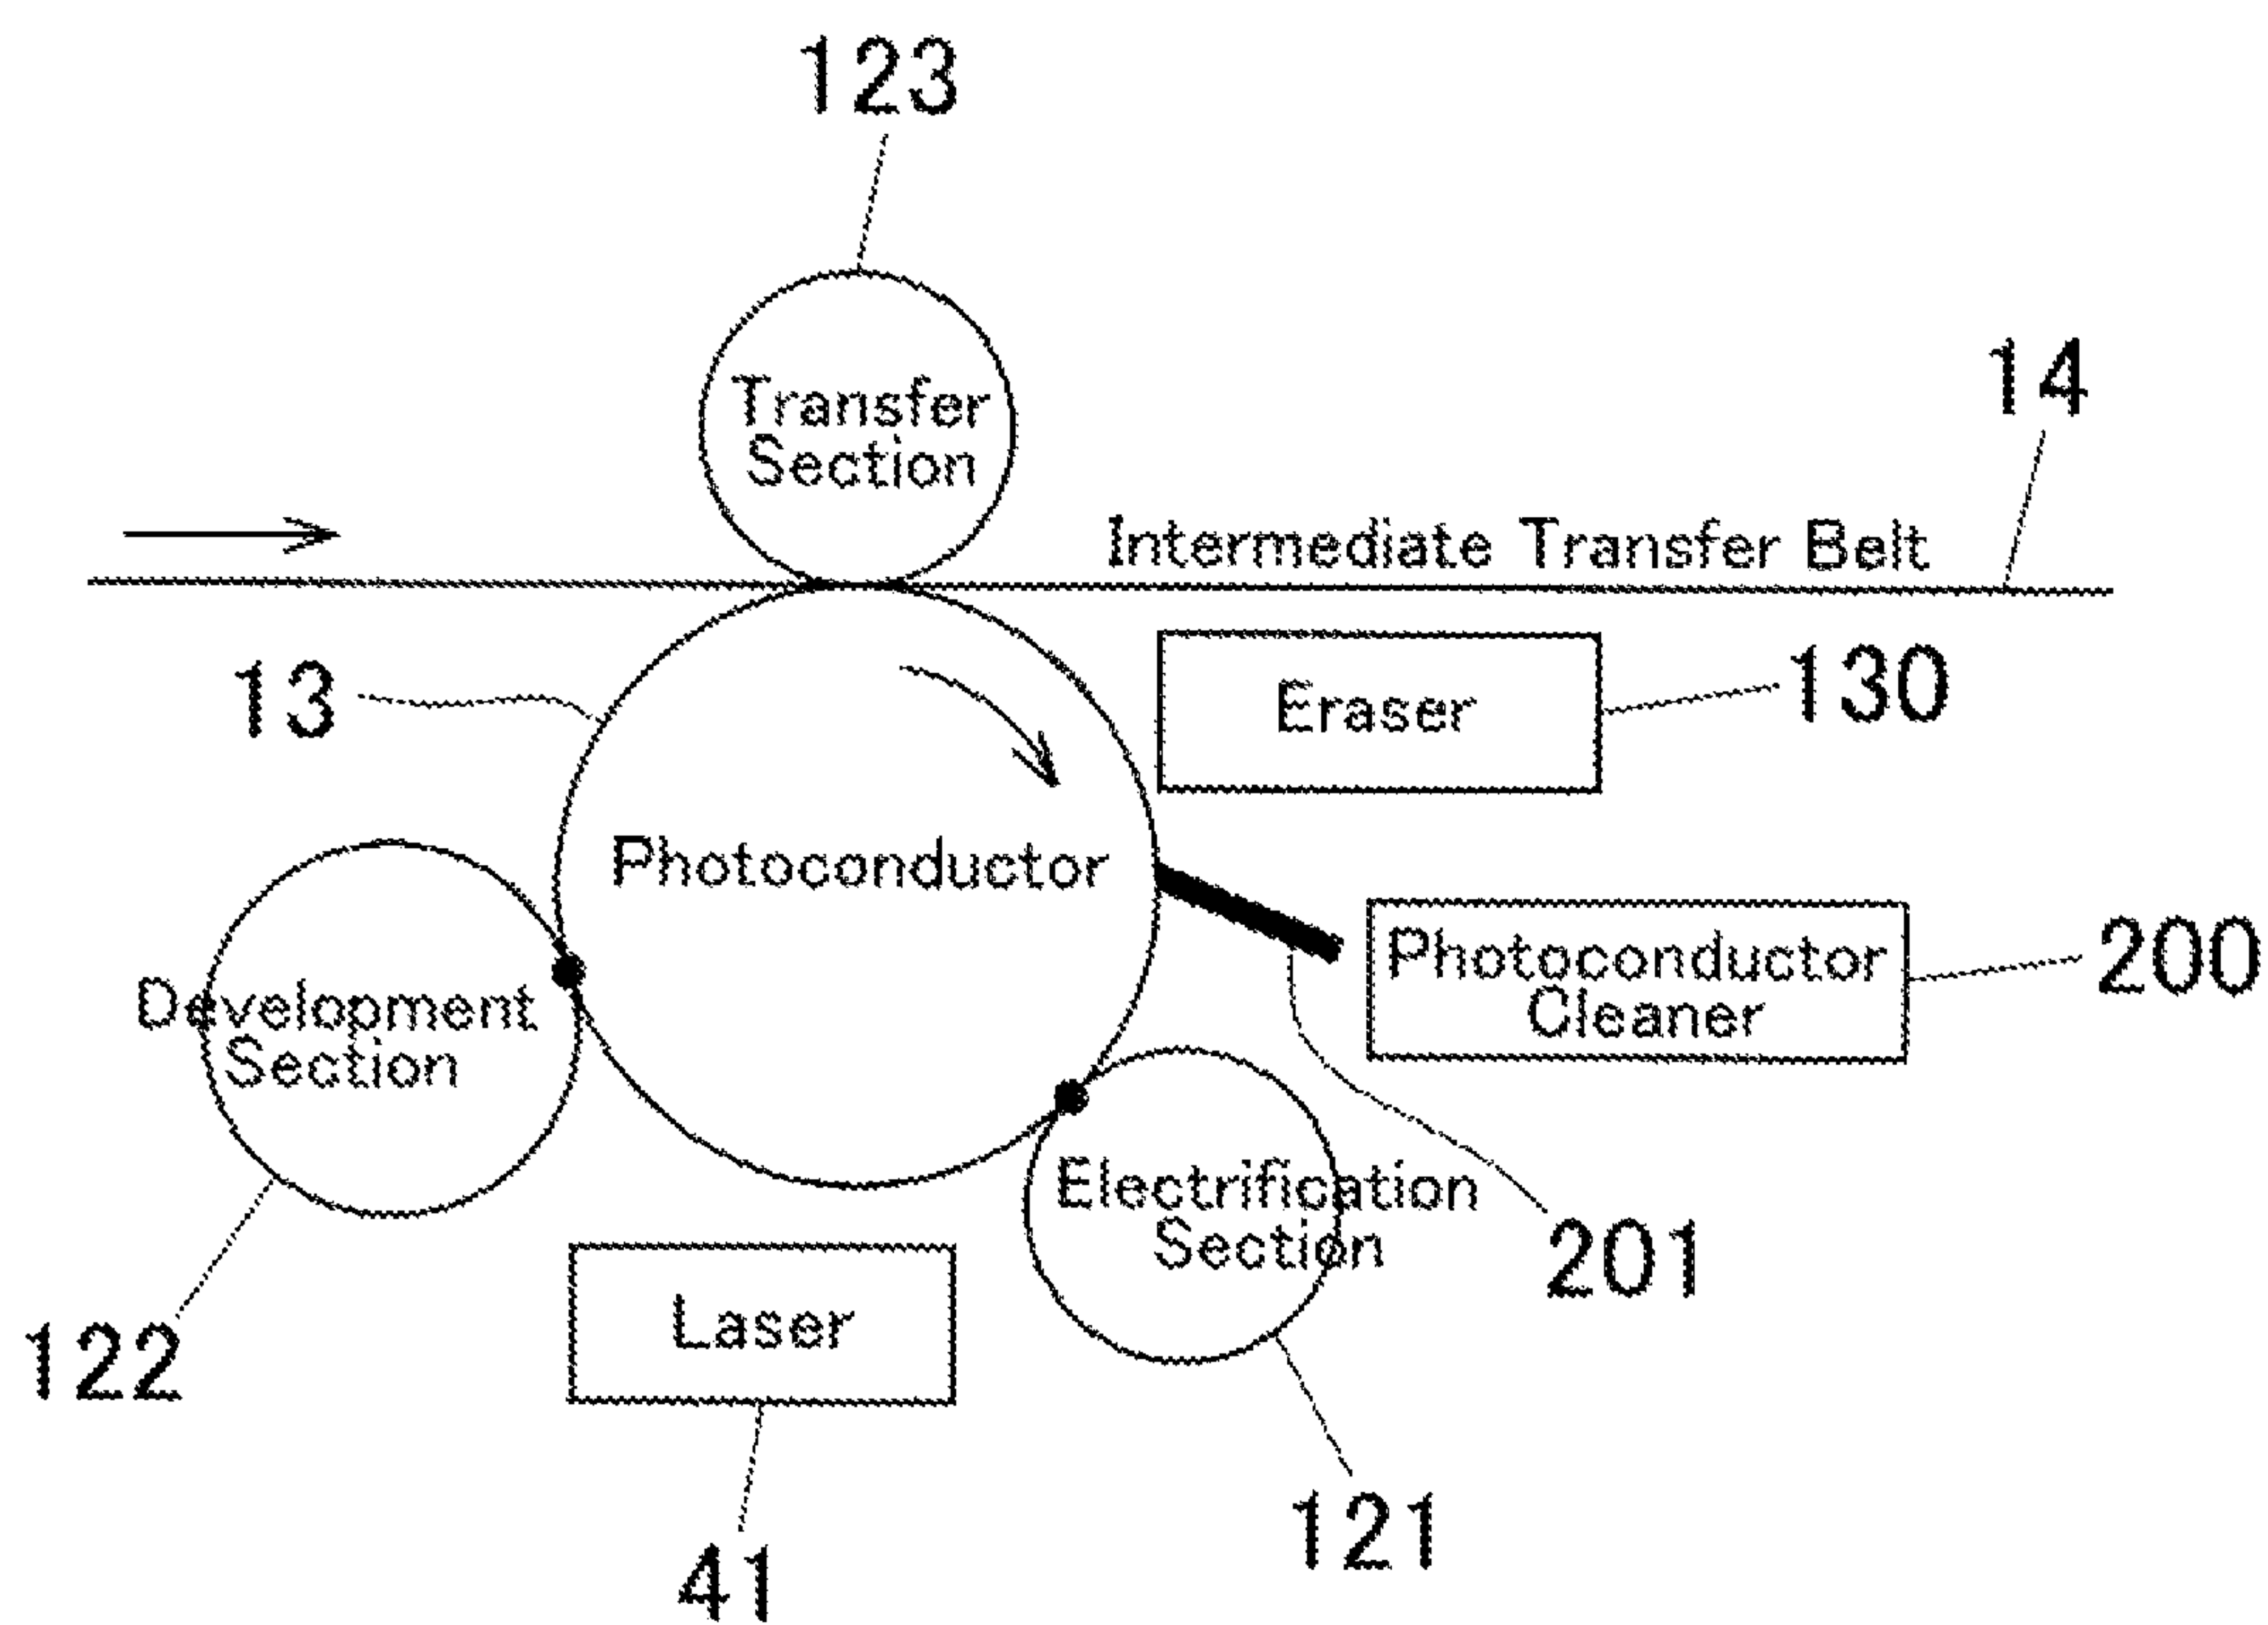 123
Transfer
Section
14
Intermediate Transfer Belt
13
Eraser
130
Photoconductor
Photoconductor
Cleaner
200
Development
Section
Electrification
Section
201
Laser
122
121
41